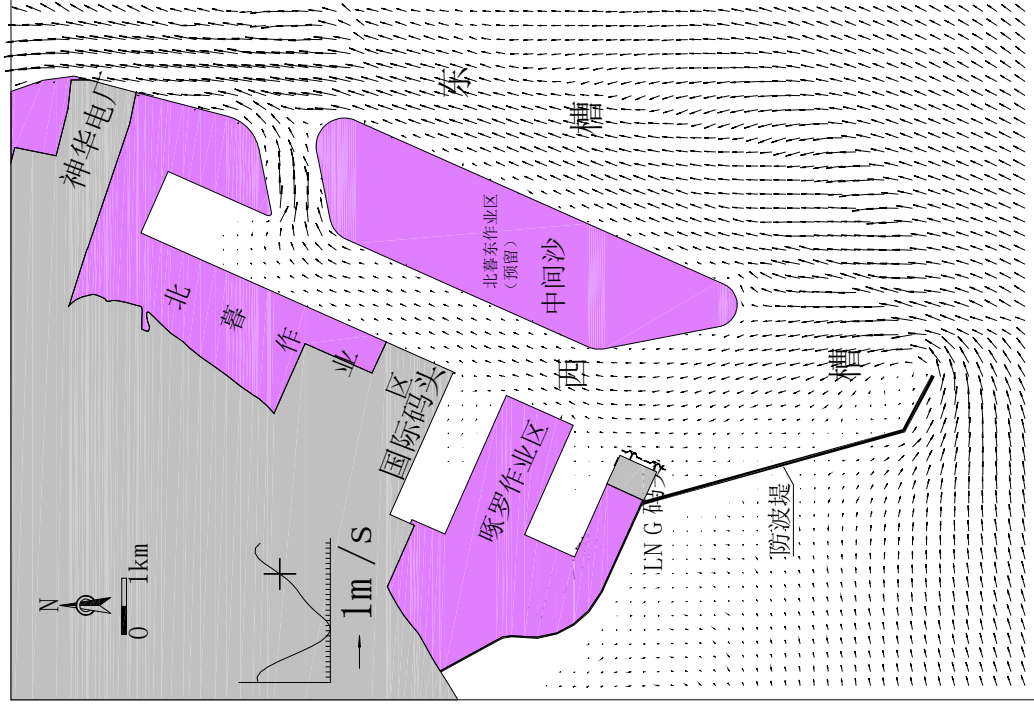 神华电厂
东
槽
北暮作业区
北暮东作业区
（预留）
中间沙
国际码头
西
槽
啄罗作业区
LNG码
防波堤
N
0 1km
1m/s